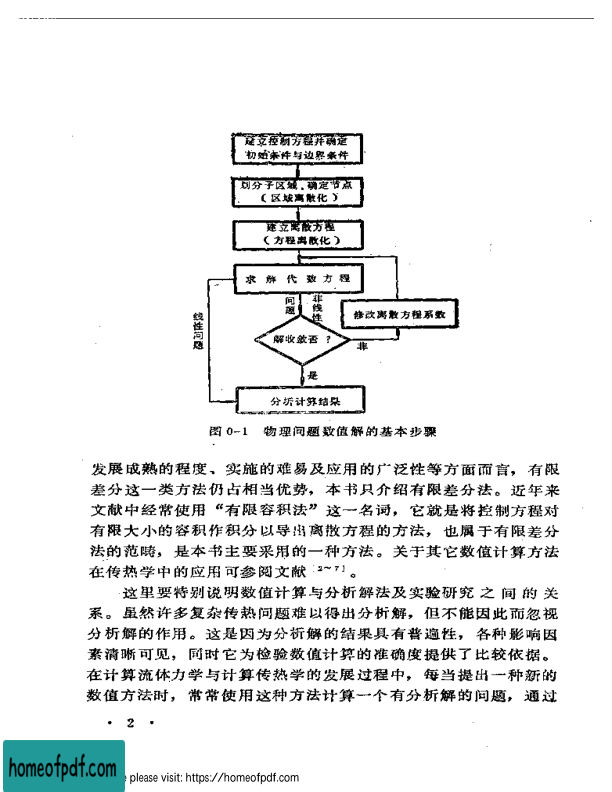 建立控制方程并确定
初始条件与边界条件
划分子区域、确定节点
（区域离散化）
建立离散方程
（方程离散化）
求解代数方程
非线性
问题
线性问题
修改离散方程系数
解收敛否？
非
是
分析计算结果
图 0-1 物理问题数值解的基本步骤
发展成熟的程度、实施的难易及应用的广泛性等方面而言，有限
差分这一类方法仍占相当优势，本书只介绍有限差分法。近年来
文献中经常使用“有限容积法”这一名词，它就是将控制方程对
有限大小的容积作积分以导出离散方程的方法，也属于有限差分
法的范畴，是本书主要采用的一种方法。关于其它数值计算方法
在传热学中的应用可参阅文献［2～7］。
这里要特别说明数值计算与分析解法及实验研究之间的关
系。虽然许多复杂传热问题难以得出分析解，但不能因此而忽视
分析解的作用。这是因为分析解的结果具有普遍性，各种影响因
素清晰可见，同时它为检验数值计算的准确度提供了比较依据。
在计算流体力学与计算传热学的发展过程中，每当提出一种新的
数值方法时，常常使用这种方法计算一个有分析解的问题，通过
· 2 ·
homeofpdf.com
please visit: https://homeofpdf.com